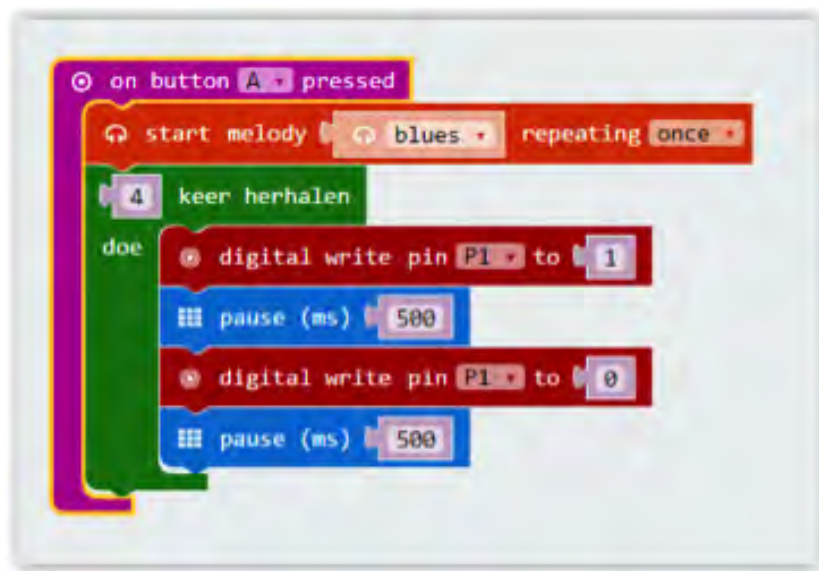 on button A pressed
start melody blues repeating once
4 keer herhalen
doe
digital write pin P1 to 1
pause (ms) 500
digital write pin P1 to 0
pause (ms) 500